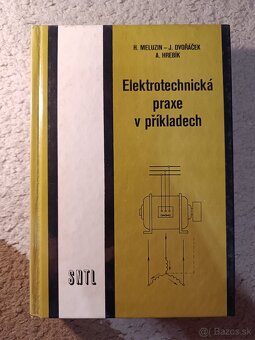 H. MELUZIN – J. DVOŘÁČEK
A. HREBÍK
Elektrotechnická
praxe
v příkladech
SNTL
Bazos.sk